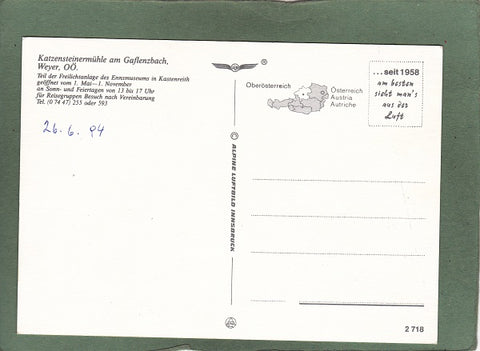 Katzensteinermühle am Gaflenzbach,
Weyer, OÖ.
Teil der Freilichtanlage des Ennsmuseums in Kastenreith
geöffnet vom 1. Mai—1. November
an Sonn- und Feiertagen von 13 bis 17 Uhr
für Reisegruppen Besuch nach Vereinbarung
Tel. (0 74 47) 255 oder 593
26. 6. 94
®
Oberösterreich
Österreich
Austria
Autriche
...seit 1958
am besten
sieht man's
aus der
Luft
© ALPINE LUFTBILD INNSBRUCK
2 718